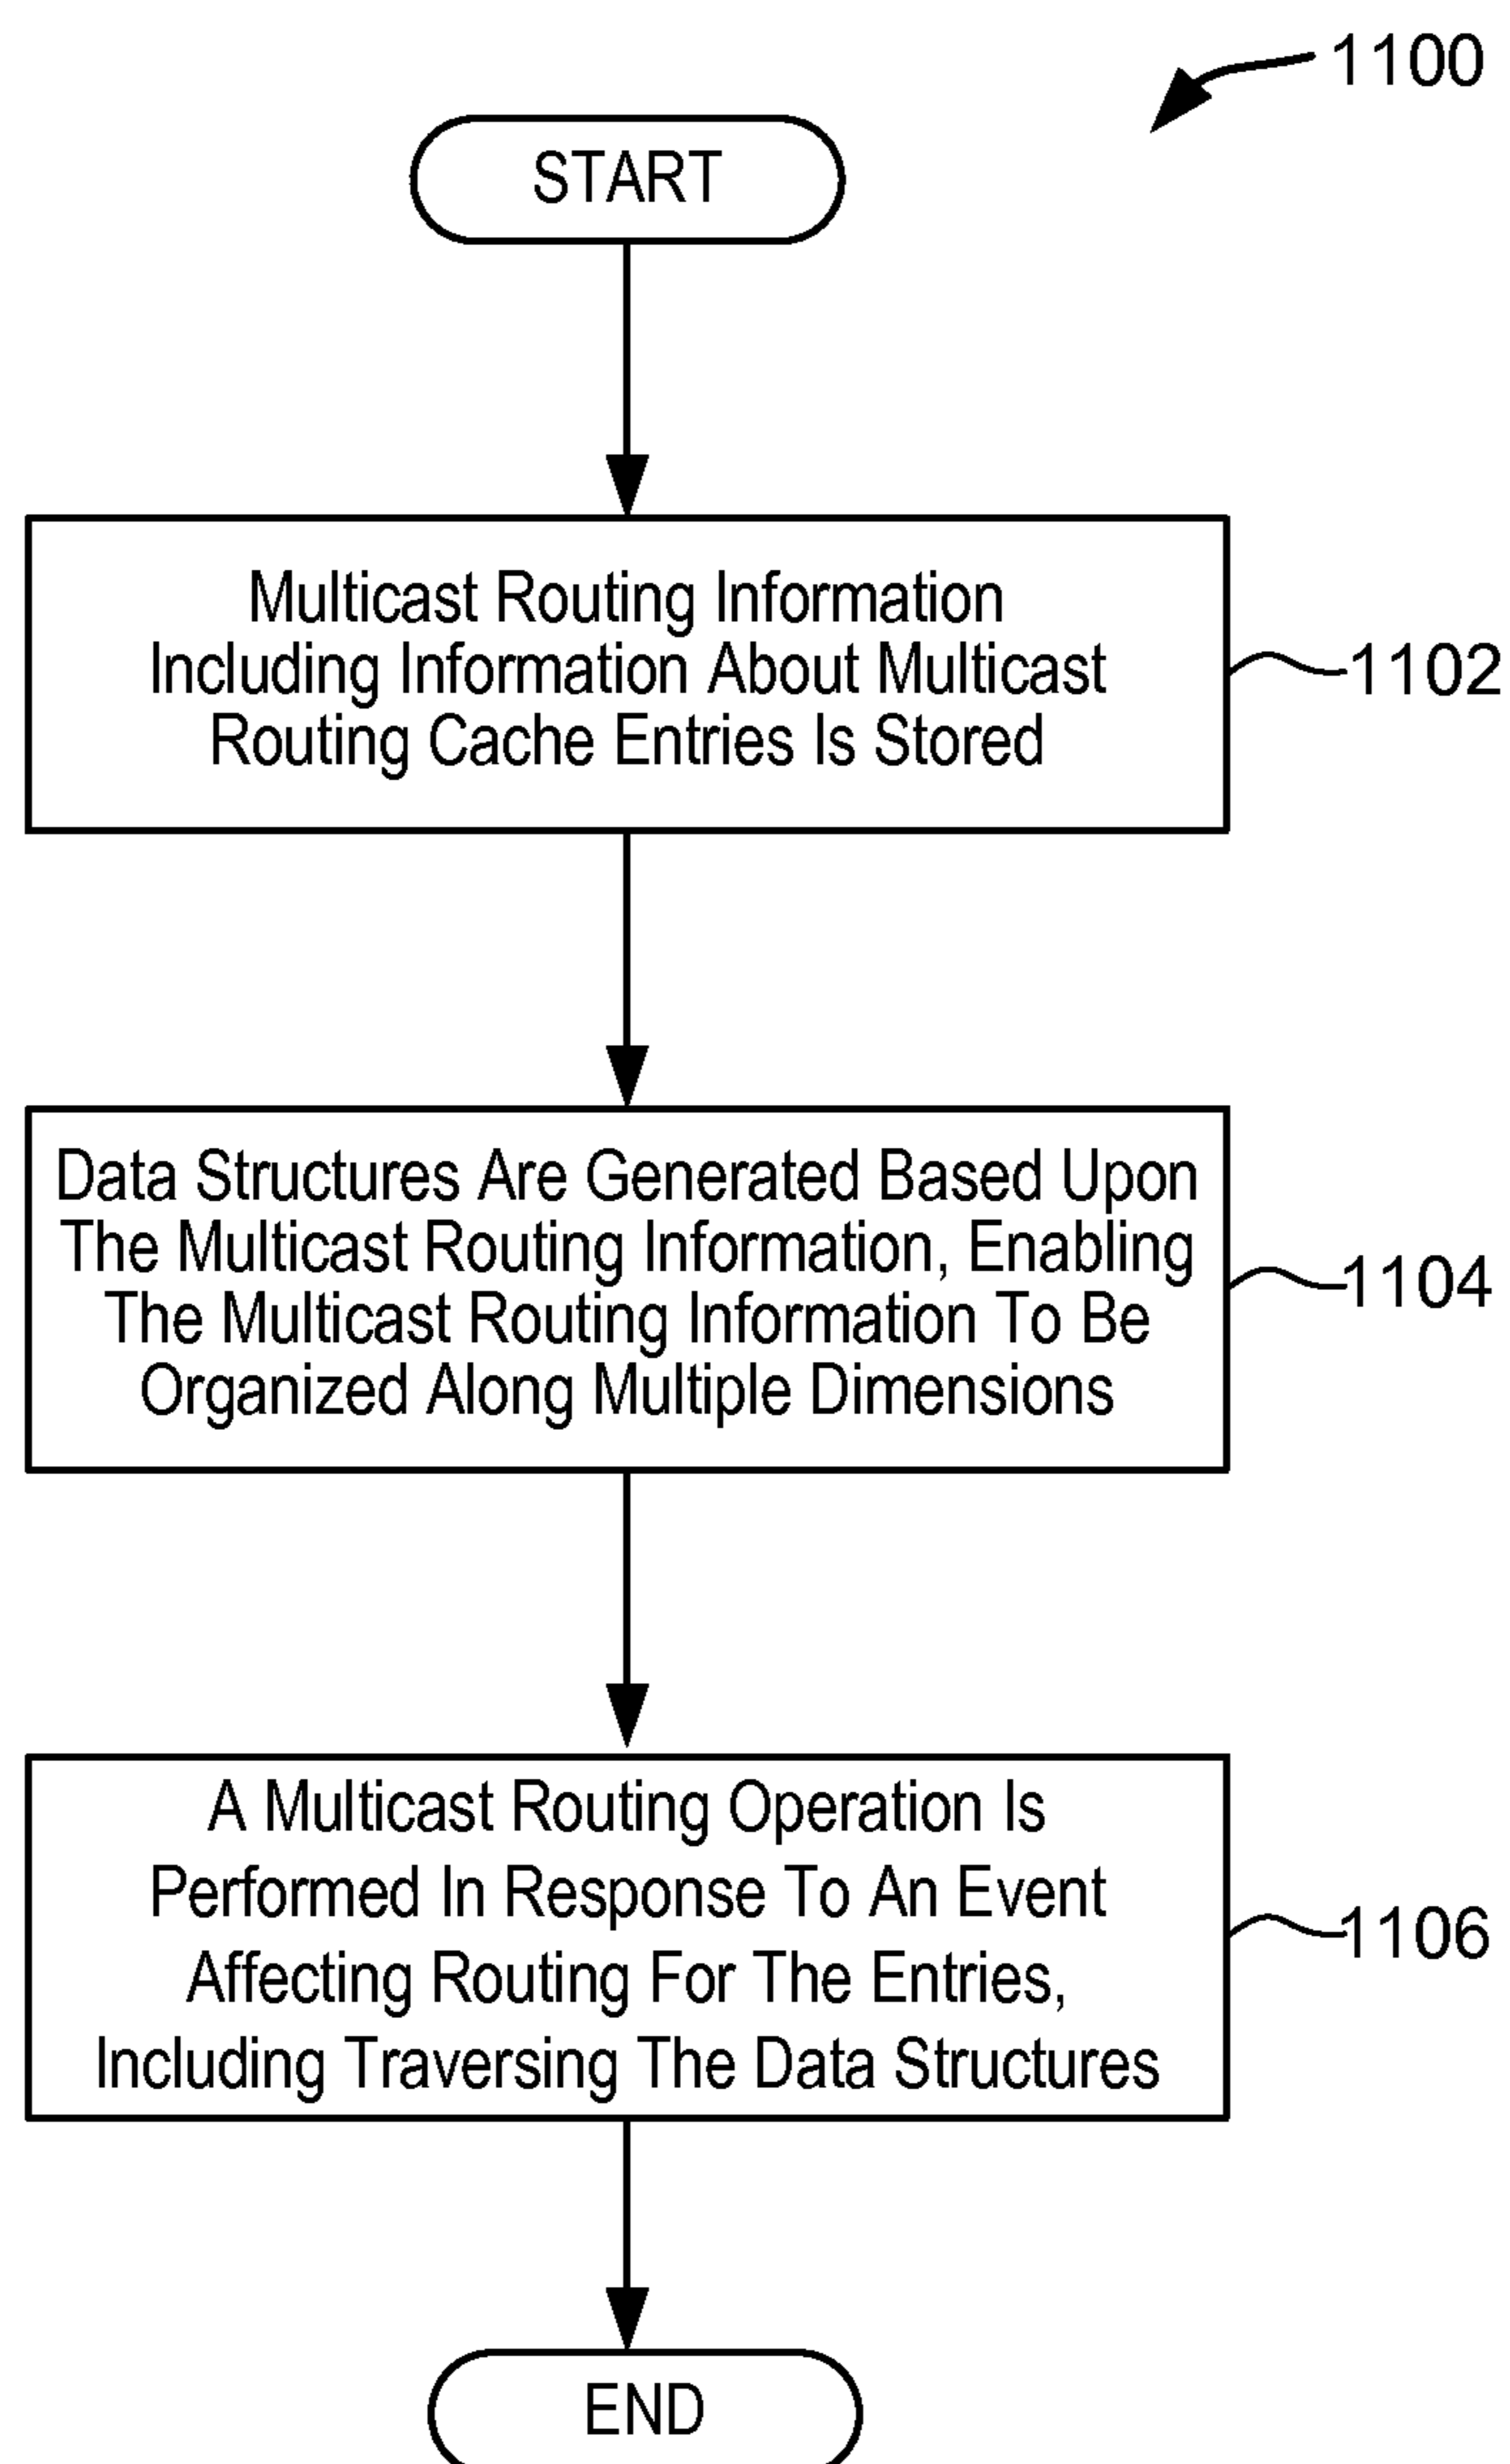 1100
START
Multicast Routing Information
Including Information About Multicast
Routing Cache Entries Is Stored
1102
Data Structures Are Generated Based Upon
The Multicast Routing Information, Enabling
The Multicast Routing Information To Be
Organized Along Multiple Dimensions
1104
A Multicast Routing Operation Is
Performed In Response To An Event
Affecting Routing For The Entries,
Including Traversing The Data Structures
1106
END